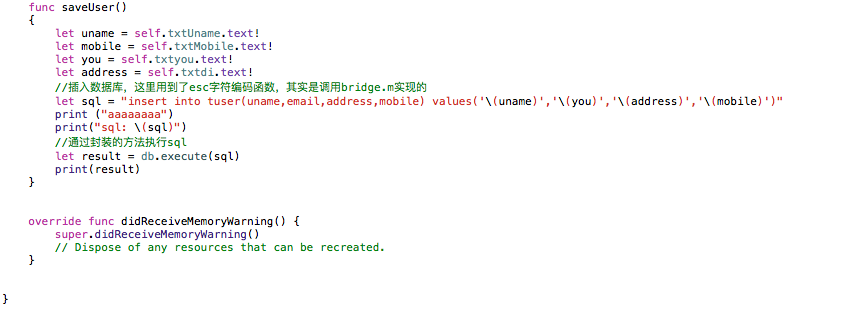 func saveUser()
{
let uname = self.txtUname.text!
let mobile = self.txtMobile.text!
let you = self.txtyou.text!
let address = self.txtdi.text!
//插入数据库，这里用到了esc字符编码函数，其实是调用bridge.m实现的
let sql = "insert into tuser(uname,email,address,mobile) values('\(uname)','\(you)','\(address)','\(mobile)')"
print ("aaaaaaaa")
print("sql: \(sql)")
//通过封装的方法执行sql
let result = db.execute(sql)
print(result)
}
override func didReceiveMemoryWarning() {
super.didReceiveMemoryWarning()
// Dispose of any resources that can be recreated.
}
}